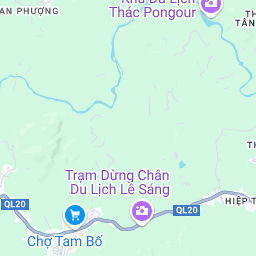 Khu Du Lịch
Thác Pongour
AN PHƯỢNG
TH
TÂN
Trạm Dừng Chân
Du Lịch Lê Sáng
HIỆP T
QL20
QL20
Chợ Tam Bố